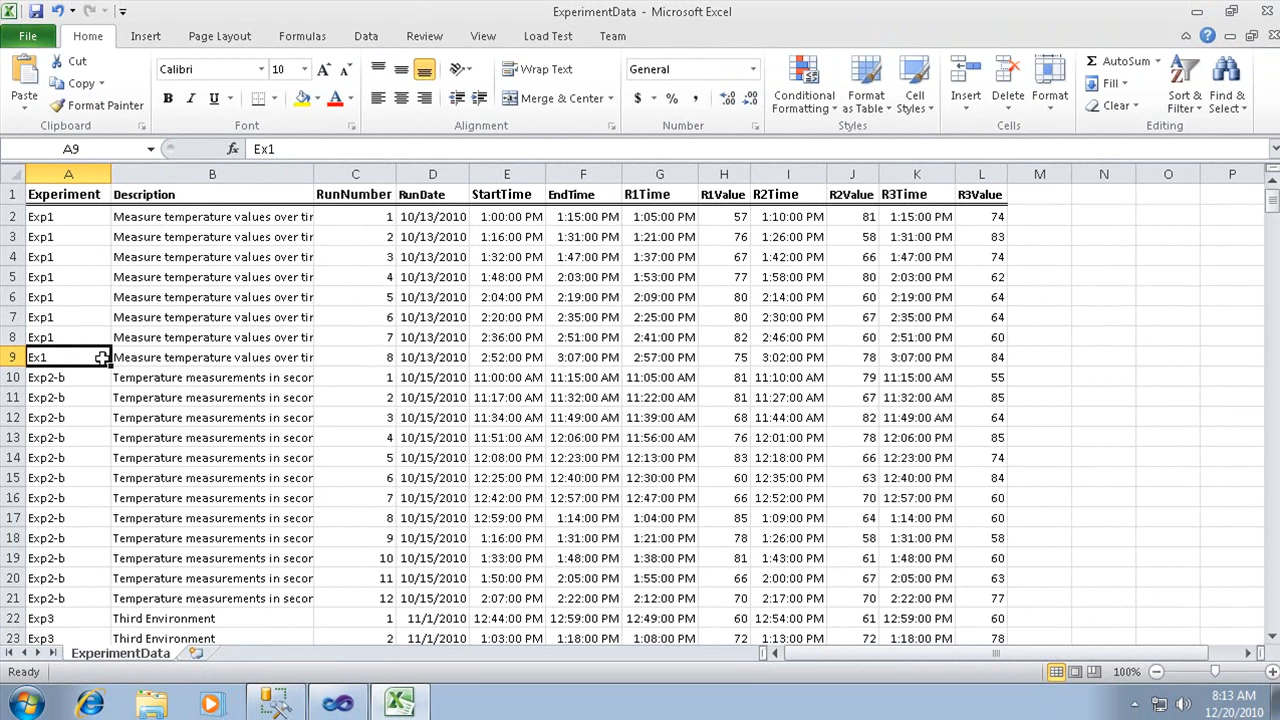 ExperimentData - Microsoft Excel
File Home Insert Page Layout Formulas Data Review View Load Test Team
Cut
Copy
Format Painter
Paste
Clipboard
Calibri 10
B I U
Font
Wrap Text
Merge & Center
Alignment
General
$ % ,
Number
Conditional Formatting
Format as Table
Cell Styles
Styles
Insert Delete Format
Cells
AutoSum
Fill
Clear
Sort & Filter
Find & Select
Editing
A9 fx Ex1
A B C D E F G H I J K L M N O P
1 Experiment Description RunNumber RunDate StartTime EndTime R1Time R1Value R2Time R2Value R3Time R3Value
2 Exp1 Measure temperature values over tir 1 10/13/2010 1:00:00 PM 1:15:00 PM 1:05:00 PM 57 1:10:00 PM 81 1:15:00 PM 74
3 Exp1 Measure temperature values over tir 2 10/13/2010 1:16:00 PM 1:31:00 PM 1:21:00 PM 76 1:26:00 PM 58 1:31:00 PM 83
4 Exp1 Measure temperature values over tir 3 10/13/2010 1:32:00 PM 1:47:00 PM 1:37:00 PM 67 1:42:00 PM 66 1:47:00 PM 74
5 Exp1 Measure temperature values over tir 4 10/13/2010 1:48:00 PM 2:03:00 PM 1:53:00 PM 77 1:58:00 PM 80 2:03:00 PM 62
6 Exp1 Measure temperature values over tir 5 10/13/2010 2:04:00 PM 2:19:00 PM 2:09:00 PM 80 2:14:00 PM 60 2:19:00 PM 64
7 Exp1 Measure temperature values over tir 6 10/13/2010 2:20:00 PM 2:35:00 PM 2:25:00 PM 80 2:30:00 PM 67 2:35:00 PM 64
8 Exp1 Measure temperature values over tir 7 10/13/2010 2:36:00 PM 2:51:00 PM 2:41:00 PM 82 2:46:00 PM 60 2:51:00 PM 60
9 Ex1 Measure temperature values over tir 8 10/13/2010 2:52:00 PM 3:07:00 PM 2:57:00 PM 75 3:02:00 PM 78 3:07:00 PM 84
10 Exp2-b Temperature measurements in secor 1 10/15/2010 11:00:00 AM 11:15:00 AM 11:05:00 AM 81 11:10:00 AM 79 11:15:00 AM 55
11 Exp2-b Temperature measurements in secor 2 10/15/2010 11:17:00 AM 11:32:00 AM 11:22:00 AM 81 11:27:00 AM 67 11:32:00 AM 85
12 Exp2-b Temperature measurements in secor 3 10/15/2010 11:34:00 AM 11:49:00 AM 11:39:00 AM 68 11:44:00 AM 82 11:49:00 AM 64
13 Exp2-b Temperature measurements in secor 4 10/15/2010 11:51:00 AM 12:06:00 PM 11:56:00 AM 76 12:01:00 PM 78 12:06:00 PM 85
14 Exp2-b Temperature measurements in secor 5 10/15/2010 12:08:00 PM 12:23:00 PM 12:13:00 PM 83 12:18:00 PM 66 12:23:00 PM 74
15 Exp2-b Temperature measurements in secor 6 10/15/2010 12:25:00 PM 12:40:00 PM 12:30:00 PM 60 12:35:00 PM 63 12:40:00 PM 84
16 Exp2-b Temperature measurements in secor 7 10/15/2010 12:42:00 PM 12:57:00 PM 12:47:00 PM 70 12:52:00 PM 70 12:57:00 PM 60
17 Exp2-b Temperature measurements in secor 8 10/15/2010 12:59:00 PM 1:14:00 PM 1:04:00 PM 85 1:09:00 PM 64 1:14:00 PM 60
18 Exp2-b Temperature measurements in secor 9 10/15/2010 1:16:00 PM 1:31:00 PM 1:21:00 PM 78 1:26:00 PM 58 1:31:00 PM 58
19 Exp2-b Temperature measurements in secor 10 10/15/2010 1:33:00 PM 1:48:00 PM 1:38:00 PM 81 1:43:00 PM 61 1:48:00 PM 60
20 Exp2-b Temperature measurements in secor 11 10/15/2010 1:50:00 PM 2:05:00 PM 1:55:00 PM 66 2:00:00 PM 67 2:05:00 PM 63
21 Exp2-b Temperature measurements in secor 12 10/15/2010 2:07:00 PM 2:22:00 PM 2:12:00 PM 70 2:17:00 PM 70 2:22:00 PM 77
22 Exp3 Third Environment 1 11/1/2010 12:44:00 PM 12:59:00 PM 12:49:00 PM 60 12:54:00 PM 61 12:59:00 PM 60
23 Exp3 Third Environment 2 11/1/2010 1:03:00 PM 1:18:00 PM 1:08:00 PM 72 1:13:00 PM 72 1:18:00 PM 78
ExperimentData
Ready 100%
8:13 AM
12/20/2010